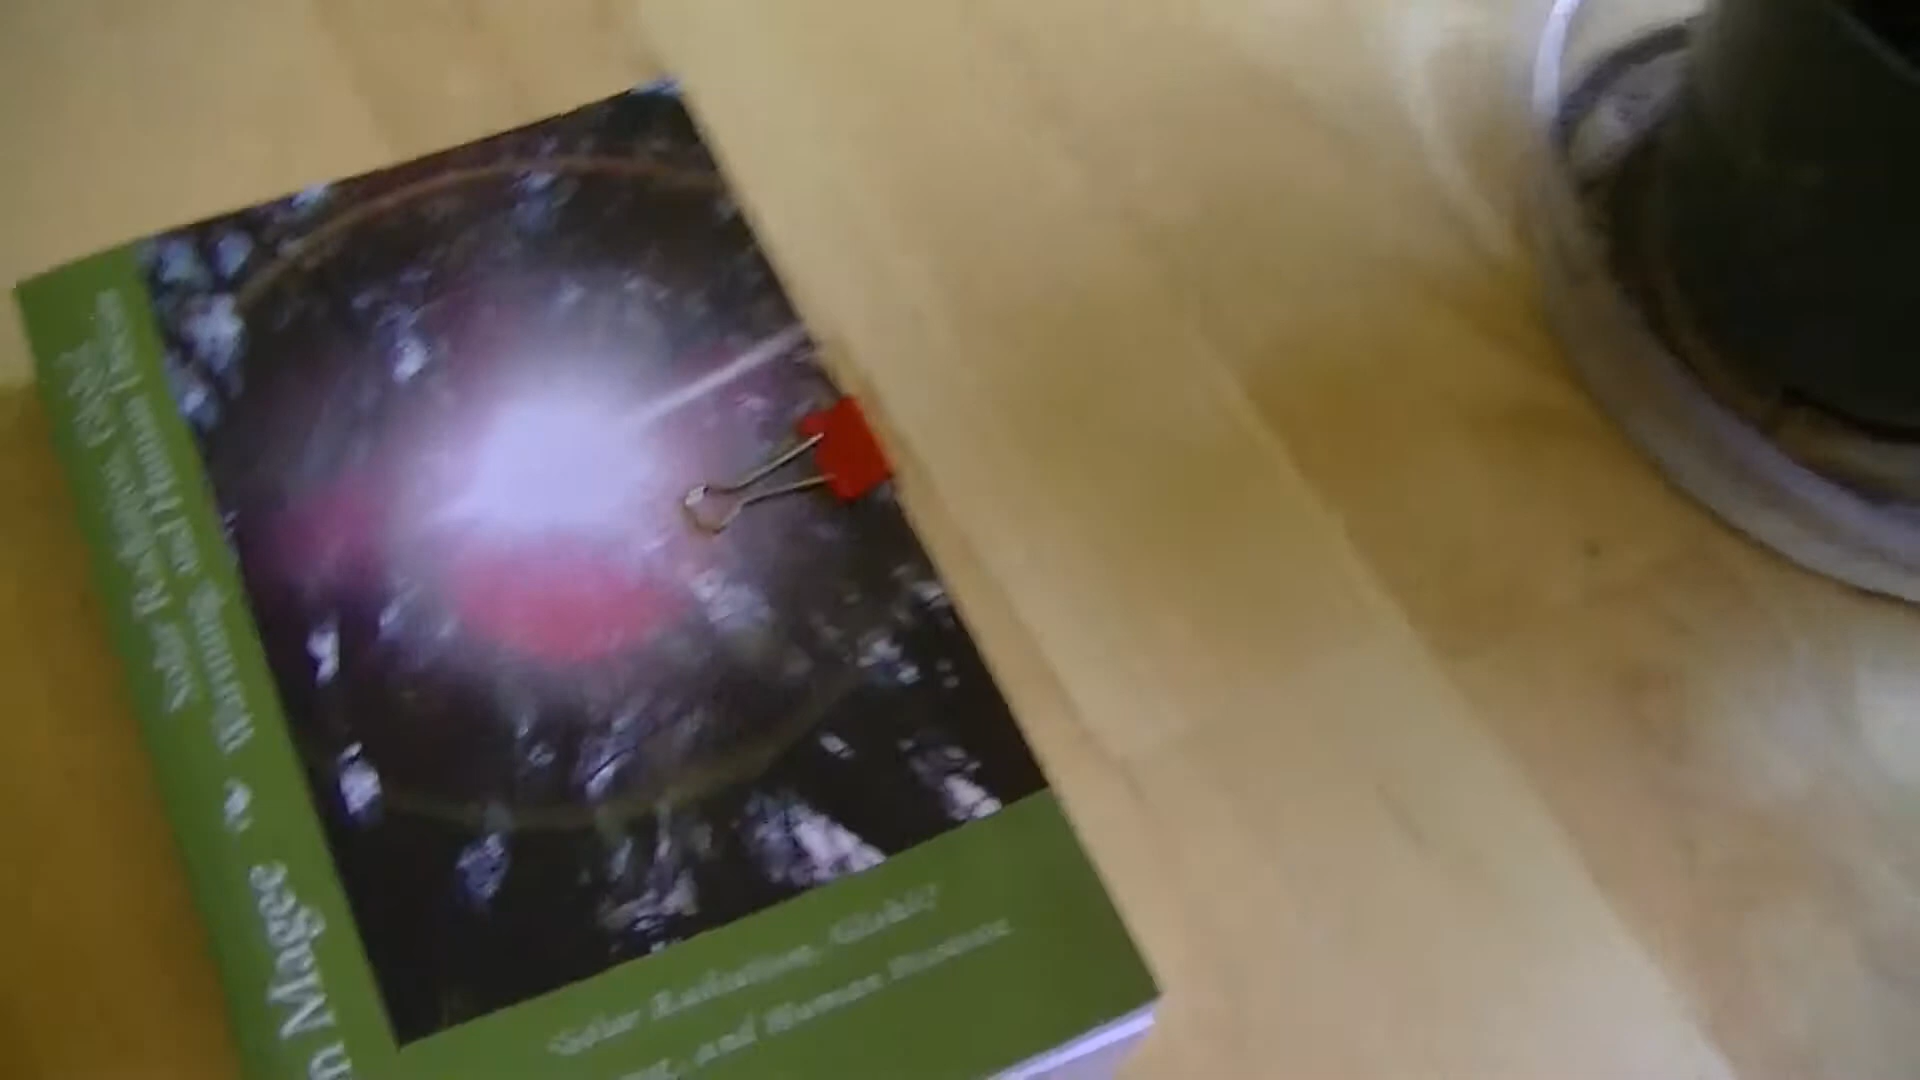 Solar Radiation, Global
and Human Disease
Solar Radiation, Global
Warming and Human Disease
n Magee